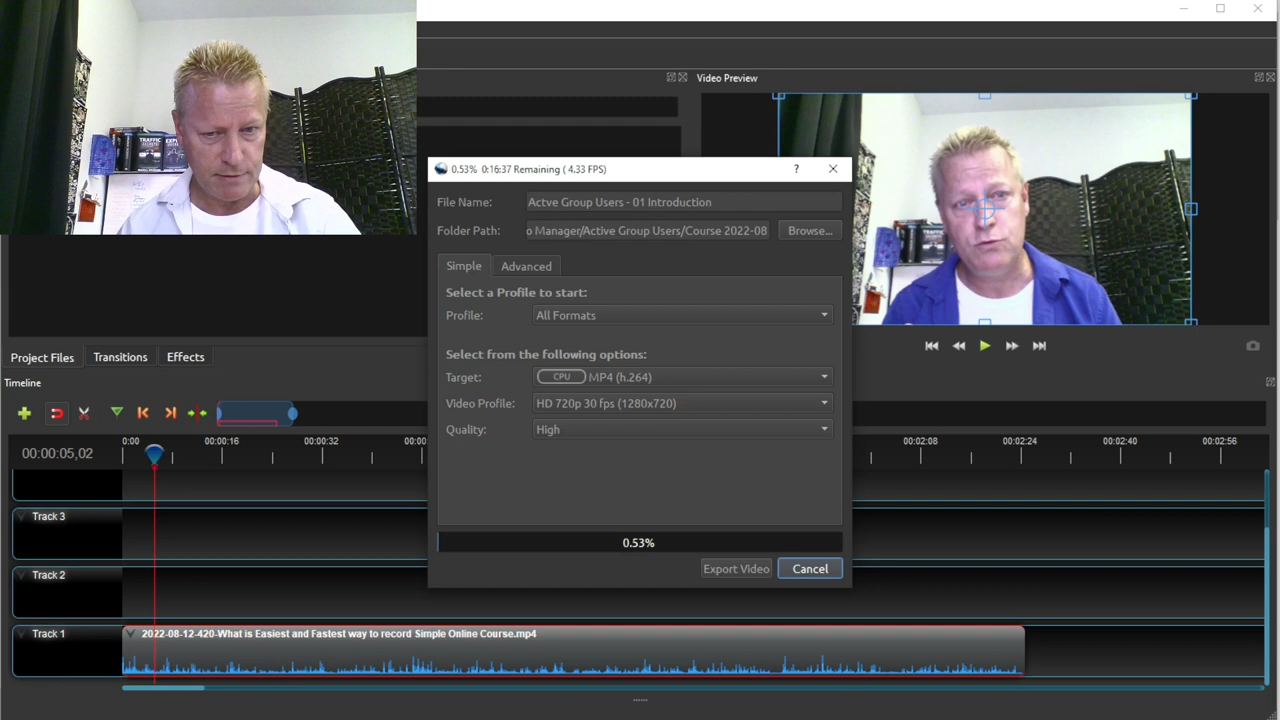 TRAFFIC
SECRETS
Video Preview
0.53% 0:16:37 Remaining ( 4.33 FPS)
?
File Name:
Actve Group Users - 01 Introduction
Folder Path:
o Manager/Active Group Users/Course 2022-08
Browse...
Simple
Advanced
Select a Profile to start:
Profile:
All Formats
Select from the following options:
Target:
CPU
MP4 (h.264)
Video Profile:
HD 720p 30 fps (1280x720)
Quality:
High
0.53%
Export Video
Cancel
Project Files
Transitions
Effects
Timeline
00:00:05,02
0:00
00:00:16
00:00:32
00:02:08
00:02:24
00:02:40
00:02:56
Track 3
Track 2
Track 1
2022-08-12-420-What is Easiest and Fastest way to record Simple Online Course.mp4